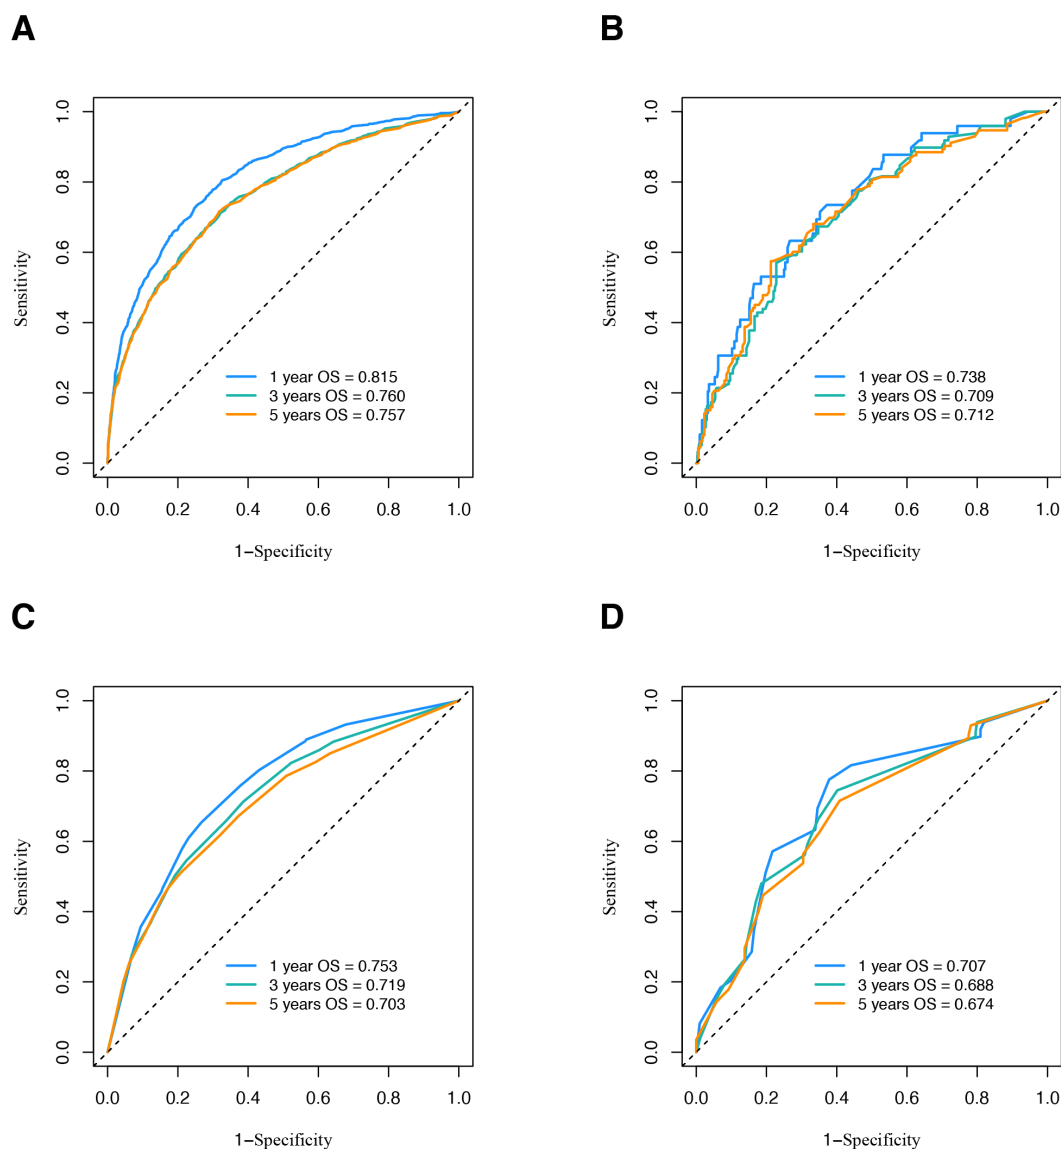 A
Sensitivity
1.0
0.8
0.6
0.4
0.2
0.0
1 year OS = 0.815
3 years OS = 0.760
5 years OS = 0.757
0.0 0.2 0.4 0.6 0.8 1.0
1−Specificity
B
Sensitivity
1.0
0.8
0.6
0.4
0.2
0.0
1 year OS = 0.738
3 years OS = 0.709
5 years OS = 0.712
0.0 0.2 0.4 0.6 0.8 1.0
1−Specificity
C
Sensitivity
1.0
0.8
0.6
0.4
0.2
0.0
1 year OS = 0.753
3 years OS = 0.719
5 years OS = 0.703
0.0 0.2 0.4 0.6 0.8 1.0
1−Specificity
D
Sensitivity
1.0
0.8
0.6
0.4
0.2
0.0
1 year OS = 0.707
3 years OS = 0.688
5 years OS = 0.674
0.0 0.2 0.4 0.6 0.8 1.0
1−Specificity